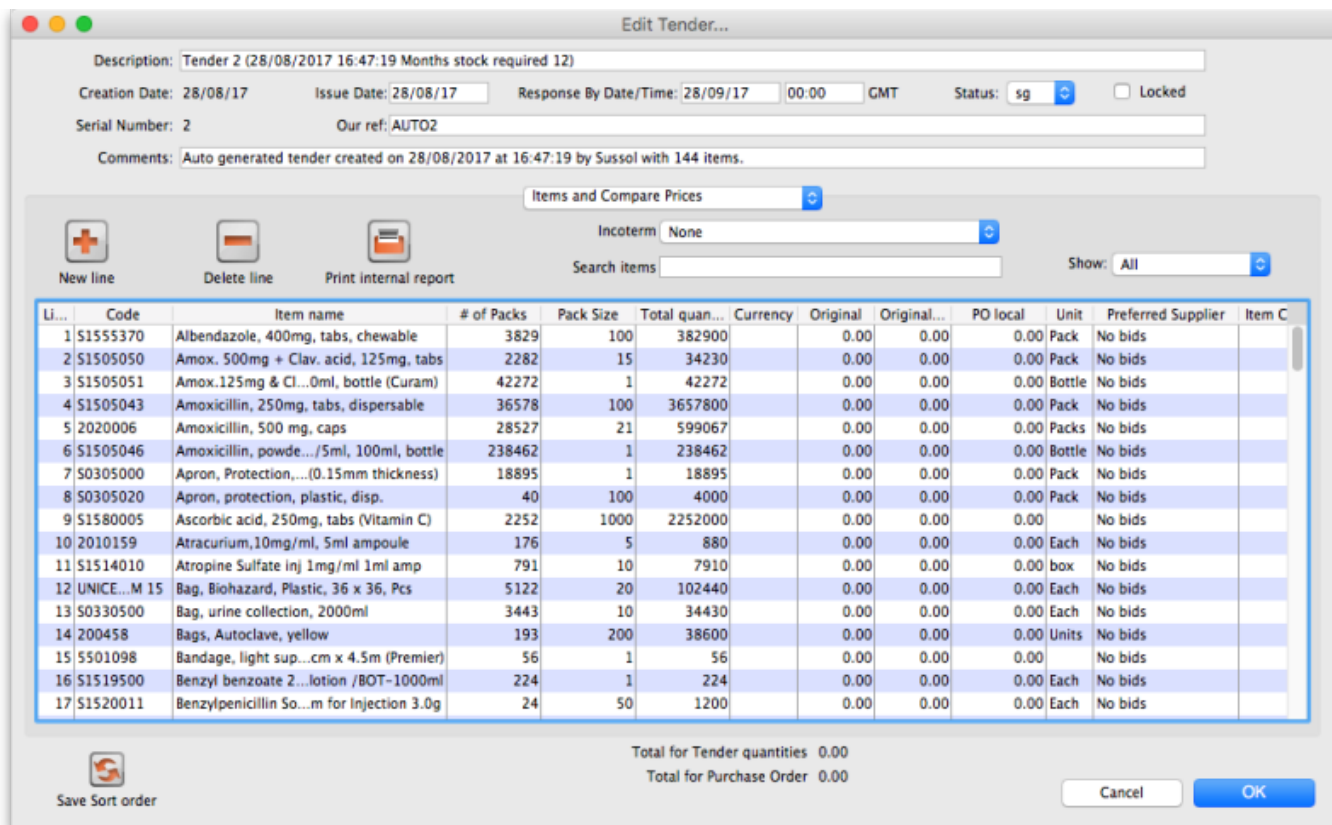 Edit Tender...
Description: Tender 2 (28/08/2017 16:47:19 Months stock required 12)
Creation Date: 28/08/17 Issue Date: 28/08/17 Response By Date/Time: 28/09/17 00:00 GMT Status: sg Locked
Serial Number: 2 Our ref: AUTO2
Comments: Auto generated tender created on 28/08/2017 at 16:47:19 by Sussol with 144 items.
Items and Compare Prices
Incoterm None
Search items Show: All
New line Delete line Print internal report
Li... Code Item name # of Packs Pack Size Total quan... Currency Original Original... PO local Unit Preferred Supplier Item C
1 S1555370 Albendazole, 400mg, tabs, chewable 3829 100 382900 0.00 0.00 0.00 Pack No bids
2 S1505050 Amox. 500mg + Clav. acid, 125mg, tabs 2282 15 34230 0.00 0.00 0.00 Pack No bids
3 S1505051 Amox.125mg & Cl...0ml, bottle (Curam) 42272 1 42272 0.00 0.00 0.00 Bottle No bids
4 S1505043 Amoxicillin, 250mg, tabs, dispersable 36578 100 3657800 0.00 0.00 0.00 Pack No bids
5 2020006 Amoxicillin, 500 mg, caps 28527 21 599067 0.00 0.00 0.00 Packs No bids
6 S1505046 Amoxicillin, powde.../5ml, 100ml, bottle 238462 1 238462 0.00 0.00 0.00 Bottle No bids
7 S0305000 Apron, Protection,...(0.15mm thickness) 18895 1 18895 0.00 0.00 0.00 Pack No bids
8 S0305020 Apron, protection, plastic, disp. 40 100 4000 0.00 0.00 0.00 Pack No bids
9 S1580005 Ascorbic acid, 250mg, tabs (Vitamin C) 2252 1000 2252000 0.00 0.00 0.00 No bids
10 2010159 Atracurium,10mg/ml, 5ml ampoule 176 5 880 0.00 0.00 0.00 Each No bids
11 S1514010 Atropine Sulfate inj 1mg/ml 1ml amp 791 10 7910 0.00 0.00 0.00 box No bids
12 UNICE...M 15 Bag, Biohazard, Plastic, 36 x 36, Pcs 5122 20 102440 0.00 0.00 0.00 Each No bids
13 S0330500 Bag, urine collection, 2000ml 3443 10 34430 0.00 0.00 0.00 Each No bids
14 200458 Bags, Autoclave, yellow 193 200 38600 0.00 0.00 0.00 Units No bids
15 5501098 Bandage, light sup...cm x 4.5m (Premier) 56 1 56 0.00 0.00 0.00 No bids
16 S1519500 Benzyl benzoate 2...lotion /BOT-1000ml 224 1 224 0.00 0.00 0.00 Each No bids
17 S1520011 Benzylpenicillin So...m for Injection 3.0g 24 50 1200 0.00 0.00 0.00 Each No bids
Total for Tender quantities 0.00
Total for Purchase Order 0.00
Save Sort order Cancel OK